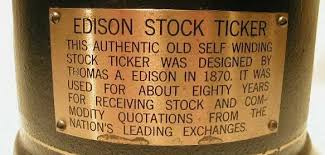 EDISON STOCK TICKER
THIS AUTHENTIC OLD SELF WINDING
STOCK TICKER WAS DESIGNED BY
THOMAS A. EDISON IN 1870. IT WAS
USED FOR ABOUT EIGHTY YEARS
FOR RECEIVING STOCK AND COM-
MODITY QUOTATIONS FROM THE
NATION'S LEADING EXCHANGES.